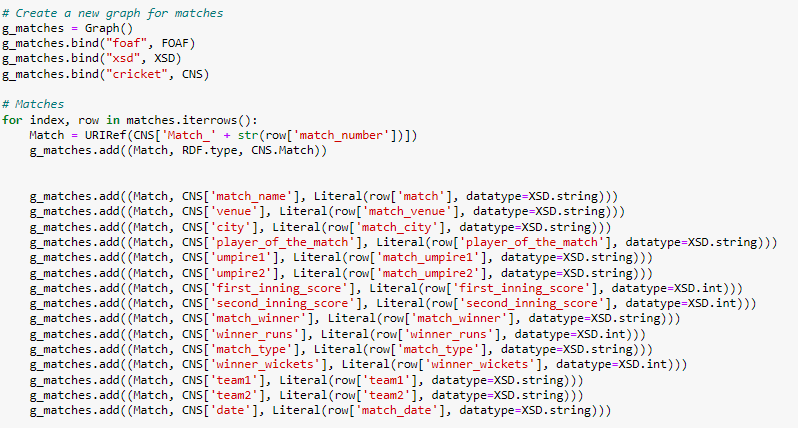 # Create a new graph for matches
g_matches = Graph()
g_matches.bind("foaf", FOAF)
g_matches.bind("xsd", XSD)
g_matches.bind("cricket", CNS)
# Matches
for index, row in matches.iterrows():
    Match = URIRef(CNS['Match_' + str(row['match_number'])])
    g_matches.add((Match, RDF.type, CNS.Match))
    g_matches.add((Match, CNS['match_name'], Literal(row['match'], datatype=XSD.string)))
    g_matches.add((Match, CNS['venue'], Literal(row['match_venue'], datatype=XSD.string)))
    g_matches.add((Match, CNS['city'], Literal(row['match_city'], datatype=XSD.string)))
    g_matches.add((Match, CNS['player_of_the_match'], Literal(row['player_of_the_match'], datatype=XSD.string)))
    g_matches.add((Match, CNS['umpire1'], Literal(row['match_umpire1'], datatype=XSD.string)))
    g_matches.add((Match, CNS['umpire2'], Literal(row['match_umpire2'], datatype=XSD.string)))
    g_matches.add((Match, CNS['first_inning_score'], Literal(row['first_inning_score'], datatype=XSD.int)))
    g_matches.add((Match, CNS['second_inning_score'], Literal(row['second_inning_score'], datatype=XSD.int)))
    g_matches.add((Match, CNS['match_winner'], Literal(row['match_winner'], datatype=XSD.string)))
    g_matches.add((Match, CNS['winner_runs'], Literal(row['winner_runs'], datatype=XSD.int)))
    g_matches.add((Match, CNS['match_type'], Literal(row['match_type'], datatype=XSD.string)))
    g_matches.add((Match, CNS['winner_wickets'], Literal(row['winner_wickets'], datatype=XSD.int)))
    g_matches.add((Match, CNS['team1'], Literal(row['team1'], datatype=XSD.string)))
    g_matches.add((Match, CNS['team2'], Literal(row['team2'], datatype=XSD.string)))
    g_matches.add((Match, CNS['date'], Literal(row['match_date'], datatype=XSD.string)))